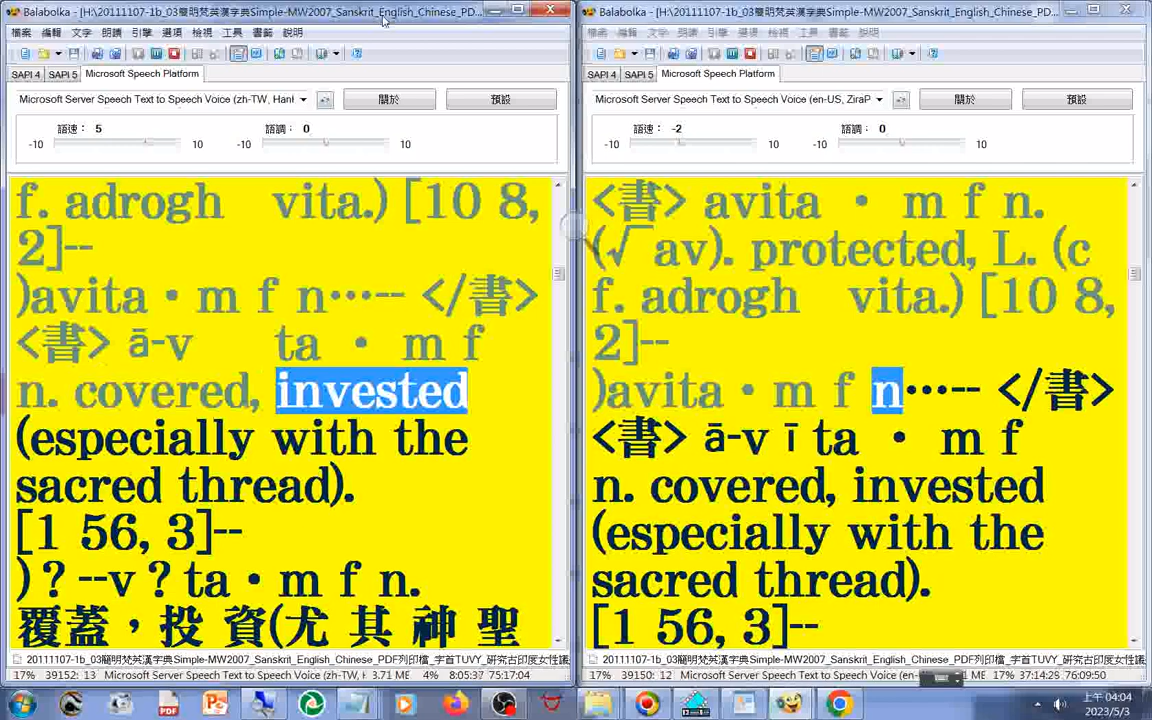 Balabolka - [H:\20111107-1b_03簡明梵英漢字典Simple-MW2007_Sanskrit_English_Chinese_PD...
檔案 編輯 文字 朗讀 引擎 選項 檢視 工具 書籤 說明
SAPI 4 SAPI 5 Microsoft Speech Platform
Microsoft Server Speech Text to Speech Voice (zh-TW, HanH
關於 預設
語速： 5 語調： 0
-10 10 -10 10
f. adrogh vita.) [10 8,
2]--
)avita・m f n…-- </書>
<書> ā-v ta ・ m f
n. covered, invested
(especially with the
sacred thread).
[1 56, 3]--
)？--v？ta・m f n.
覆蓋，投 資(尤 其 神 聖
20111107-1b_03簡明梵英漢字典Simple-MW2007_Sanskrit_English_Chinese_PDF列印檔_字首TUVY_研究古印度女性議
17% 39152: 13 Microsoft Server Speech Text to Speech Voice (zh-TW, 3.71 ME 4% 8:05:37 75:17:04
Balabolka - [H:\20111107-1b_03簡明梵英漢字典Simple-MW2007_Sanskrit_English_Chinese_PD...
檔案 編輯 文字 朗讀 引擎 選項 檢視 工具 書籤 說明
SAPI 4 SAPI 5 Microsoft Speech Platform
Microsoft Server Speech Text to Speech Voice (en-US, ZiraP
關於 預設
語速： -2 語調： 0
-10 10 -10 10
<書> avita ・ m f n.
(√ av). protected, L. (c
f. adrogh vita.) [10 8,
2]--
)avita・m f n…-- </書>
<書> ā-v ī ta ・ m f
n. covered, invested
(especially with the
sacred thread).
[1 56, 3]--
20111107-1b_03簡明梵英漢字典Simple-MW2007_Sanskrit_English_Chinese_PDF列印檔_字首TUVY_研究古印度女性議
17% 39150: 12 Microsoft Server Speech Text to Speech Voice (en-US, ME 17% 37:14:28 76:09:50
上午 04:04
2023/5/3